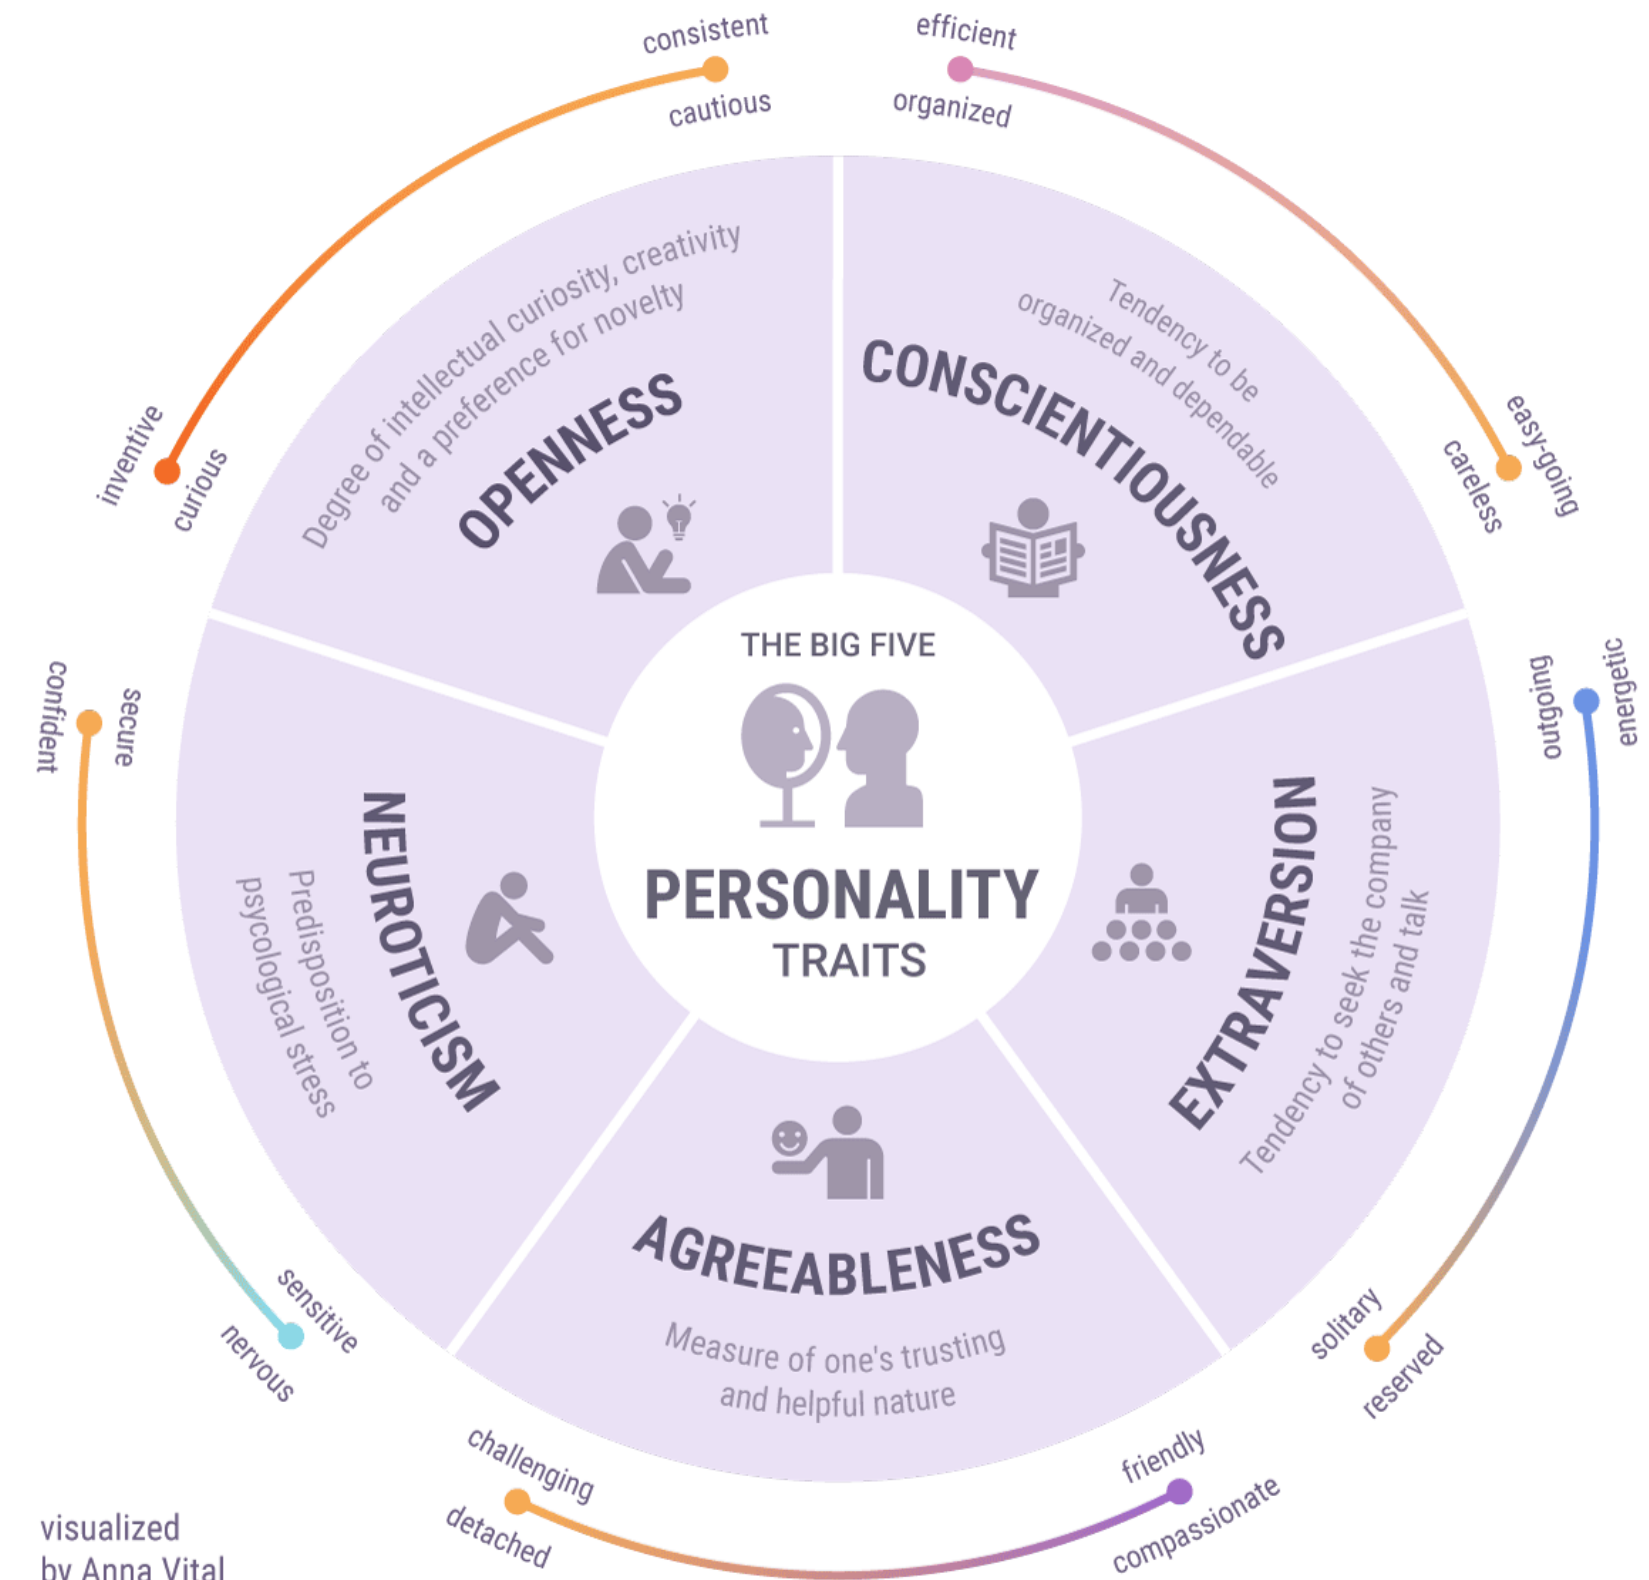 consistent
cautious
efficient
organized
inventive
curious
easy-going
careless
Degree of intellectual curiosity, creativity
and a preference for novelty
OPENNESS
Tendency to be
organized and dependable
CONSCIENTIOUSNESS
THE BIG FIVE
PERSONALITY
TRAITS
confident
secure
NEUROTICISM
Predisposition to
psycological stress
sensitive
nervous
energetic
outgoing
EXTRAVERSION
Tendency to seek the company
of others and talk
solitary
reserved
AGREEABLENESS
Measure of one's trusting
and helpful nature
challenging
detached
friendly
compassionate
visualized
by Anna Vital